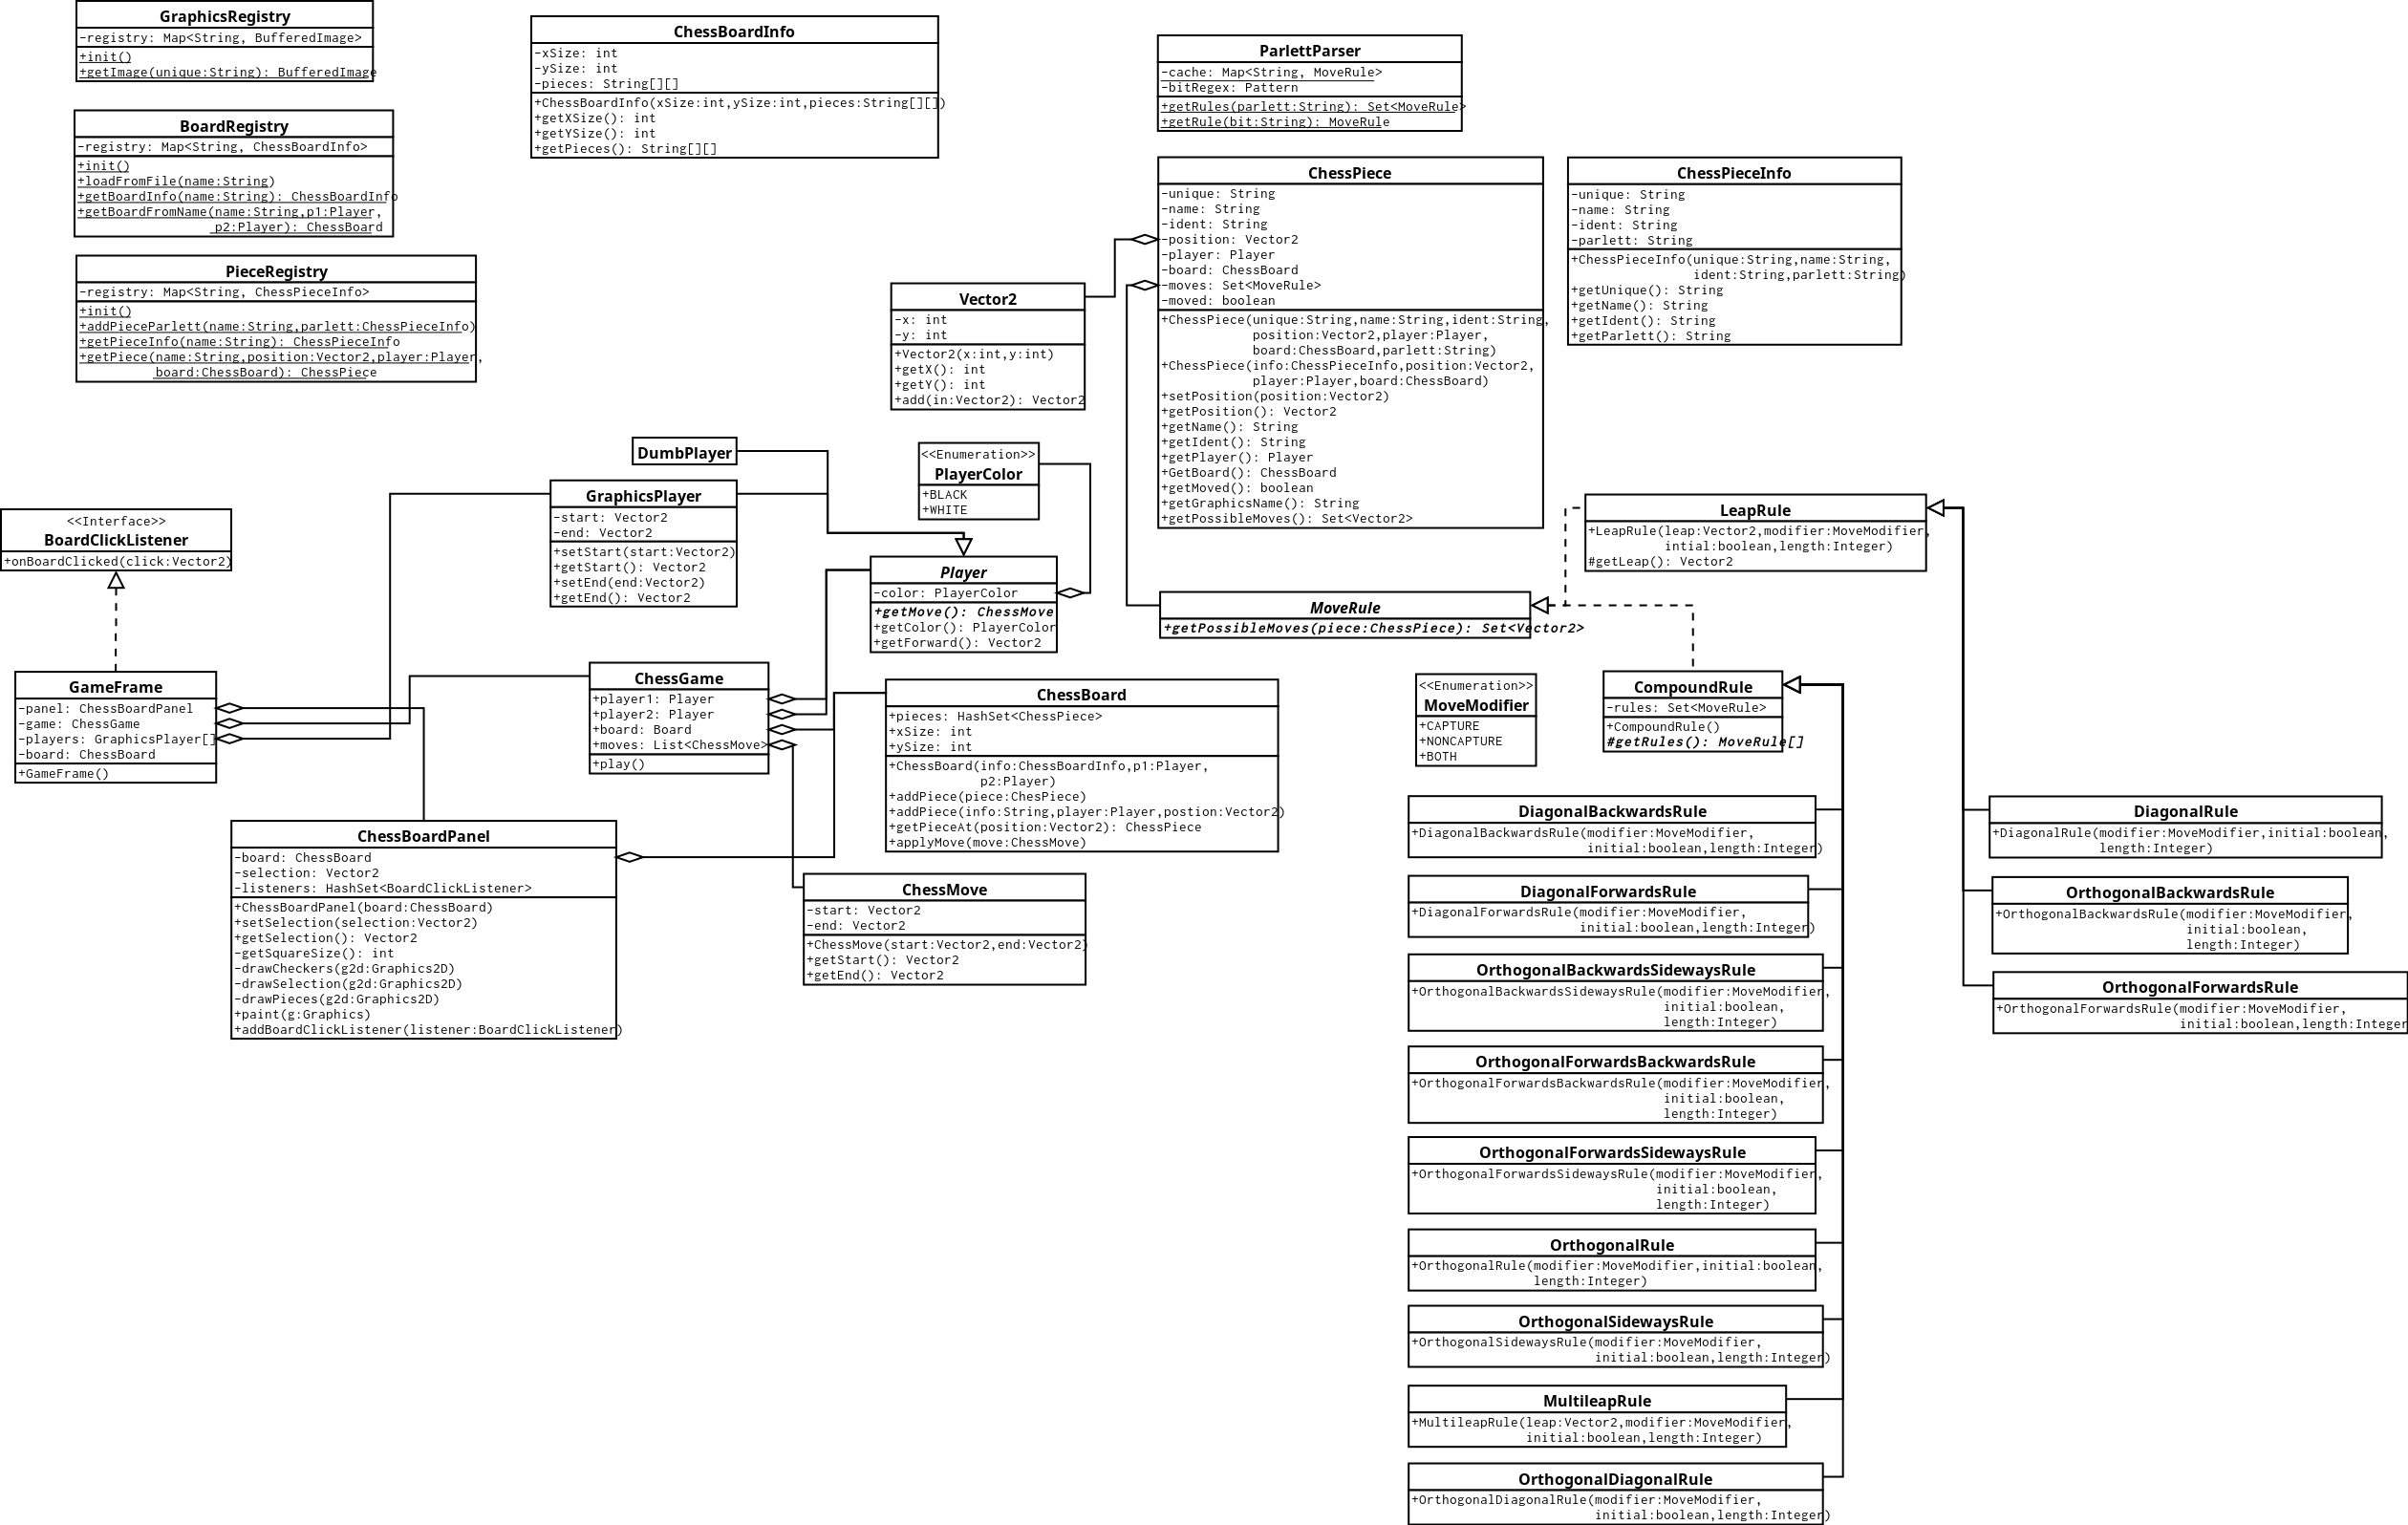 GraphicsRegistry
-registry: Map<String, BufferedImage>
+init()
+getImage(unique:String): BufferedImage
BoardRegistry
-registry: Map<String, ChessBoardInfo>
+init()
+loadFromFile(name:String)
+getBoardInfo(name:String): ChessBoardInfo
+getBoardFromName(name:String,p1:Player,
p2:Player): ChessBoard
PieceRegistry
-registry: Map<String, ChessPieceInfo>
+init()
+addPieceParlett(name:String,parlett:ChessPieceInfo)
+getPieceInfo(name:String): ChessPieceInfo
+getPiece(name:String,position:Vector2,player:Player,
board:ChessBoard): ChessPiece
ChessBoardInfo
-xSize: int
-ySize: int
-pieces: String[][]
+ChessBoardInfo(xSize:int,ySize:int,pieces:String[][])
+getXSize(): int
+getYSize(): int
+getPieces(): String[][]
ParlettParser
-cache: Map<String, MoveRule>
-bitRegex: Pattern
+getRules(parlett:String): Set<MoveRule>
+getRule(bit:String): MoveRule
ChessPiece
-unique: String
-name: String
-ident: String
-position: Vector2
-player: Player
-board: ChessBoard
-moves: Set<MoveRule>
-moved: boolean
+ChessPiece(unique:String,name:String,ident:String,
position:Vector2,player:Player,
board:ChessBoard,parlett:String)
+ChessPiece(info:ChessPieceInfo,position:Vector2,
player:Player,board:ChessBoard)
+setPosition(position:Vector2)
+getPosition(): Vector2
+getName(): String
+getIdent(): String
+getPlayer(): Player
+GetBoard(): ChessBoard
+getMoved(): boolean
+getGraphicsName(): String
+getPossibleMoves(): Set<Vector2>
ChessPieceInfo
-unique: String
-name: String
-ident: String
-parlett: String
+ChessPieceInfo(unique:String,name:String,
ident:String,parlett:String)
+getUnique(): String
+getName(): String
+getIdent(): String
+getParlett(): String
Vector2
-x: int
-y: int
+Vector2(x:int,y:int)
+getX(): int
+getY(): int
+add(in:Vector2): Vector2
DumbPlayer
GraphicsPlayer
-start: Vector2
-end: Vector2
+setStart(start:Vector2)
+getStart(): Vector2
+setEnd(end:Vector2)
+getEnd(): Vector2
<<Enumeration>>
PlayerColor
+BLACK
+WHITE
<<Interface>>
BoardClickListener
+onBoardClicked(click:Vector2)
Player
-color: PlayerColor
+getMove(): ChessMove
+getColor(): PlayerColor
+getForward(): Vector2
LeapRule
+LeapRule(leap:Vector2,modifier:MoveModifier,
intial:boolean,length:Integer)
#getLeap(): Vector2
MoveRule
+getPossibleMoves(piece:ChessPiece): Set<Vector2>
GameFrame
-panel: ChessBoardPanel
-game: ChessGame
-players: GraphicsPlayer[]
-board: ChessBoard
+GameFrame()
ChessGame
+player1: Player
+player2: Player
+board: Board
+moves: List<ChessMove>
+play()
ChessBoard
+pieces: HashSet<ChessPiece>
+xSize: int
+ySize: int
+ChessBoard(info:ChessBoardInfo,p1:Player,
p2:Player)
+addPiece(piece:ChesPiece)
+addPiece(info:String,player:Player,postion:Vector2)
+getPieceAt(position:Vector2): ChessPiece
+applyMove(move:ChessMove)
<<Enumeration>>
MoveModifier
+CAPTURE
+NONCAPTURE
+BOTH
CompoundRule
-rules: Set<MoveRule>
+CompoundRule()
#getRules(): MoveRule[]
ChessBoardPanel
-board: ChessBoard
-selection: Vector2
-listeners: HashSet<BoardClickListener>
+ChessBoardPanel(board:ChessBoard)
+setSelection(selection:Vector2)
+getSelection(): Vector2
-getSquareSize(): int
-drawCheckers(g2d:Graphics2D)
-drawSelection(g2d:Graphics2D)
-drawPieces(g2d:Graphics2D)
+paint(g:Graphics)
+addBoardClickListener(listener:BoardClickListener)
ChessMove
-start: Vector2
-end: Vector2
+ChessMove(start:Vector2,end:Vector2)
+getStart(): Vector2
+getEnd(): Vector2
DiagonalBackwardsRule
+DiagonalBackwardsRule(modifier:MoveModifier,
initial:boolean,length:Integer)
DiagonalForwardsRule
+DiagonalForwardsRule(modifier:MoveModifier,
initial:boolean,length:Integer)
OrthogonalBackwardsSidewaysRule
+OrthogonalBackwardsSidewaysRule(modifier:MoveModifier,
initial:boolean,
length:Integer)
OrthogonalForwardsBackwardsRule
+OrthogonalForwardsBackwardsRule(modifier:MoveModifier,
initial:boolean,
length:Integer)
OrthogonalForwardsSidewaysRule
+OrthogonalForwardsSidewaysRule(modifier:MoveModifier,
initial:boolean,
length:Integer)
OrthogonalRule
+OrthogonalRule(modifier:MoveModifier,initial:boolean,
length:Integer)
OrthogonalSidewaysRule
+OrthogonalSidewaysRule(modifier:MoveModifier,
initial:boolean,length:Integer)
MultileapRule
+MultileapRule(leap:Vector2,modifier:MoveModifier,
initial:boolean,length:Integer)
OrthogonalDiagonalRule
+OrthogonalDiagonalRule(modifier:MoveModifier,
initial:boolean,length:Integer)
DiagonalRule
+DiagonalRule(modifier:MoveModifier,initial:boolean,
length:Integer)
OrthogonalBackwardsRule
+OrthogonalBackwardsRule(modifier:MoveModifier,
initial:boolean,
length:Integer)
OrthogonalForwardsRule
+OrthogonalForwardsRule(modifier:MoveModifier,
initial:boolean,length:Integer